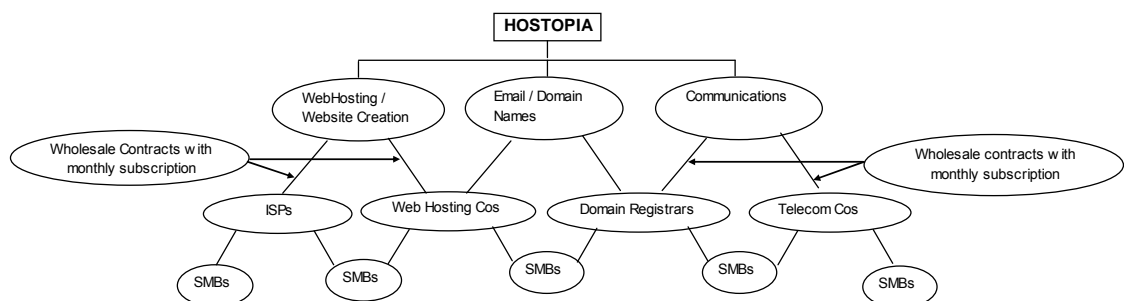 HOSTOPIA
WebHosting /
Website Creation
Email / Domain
Names
Communications
Wholesale Contracts with
monthly subscription
Wholesale contracts with
monthly subscription
ISPs
Web Hosting Cos
Domain Registrars
Telecom Cos
SMBs
SMBs
SMBs
SMBs
SMBs